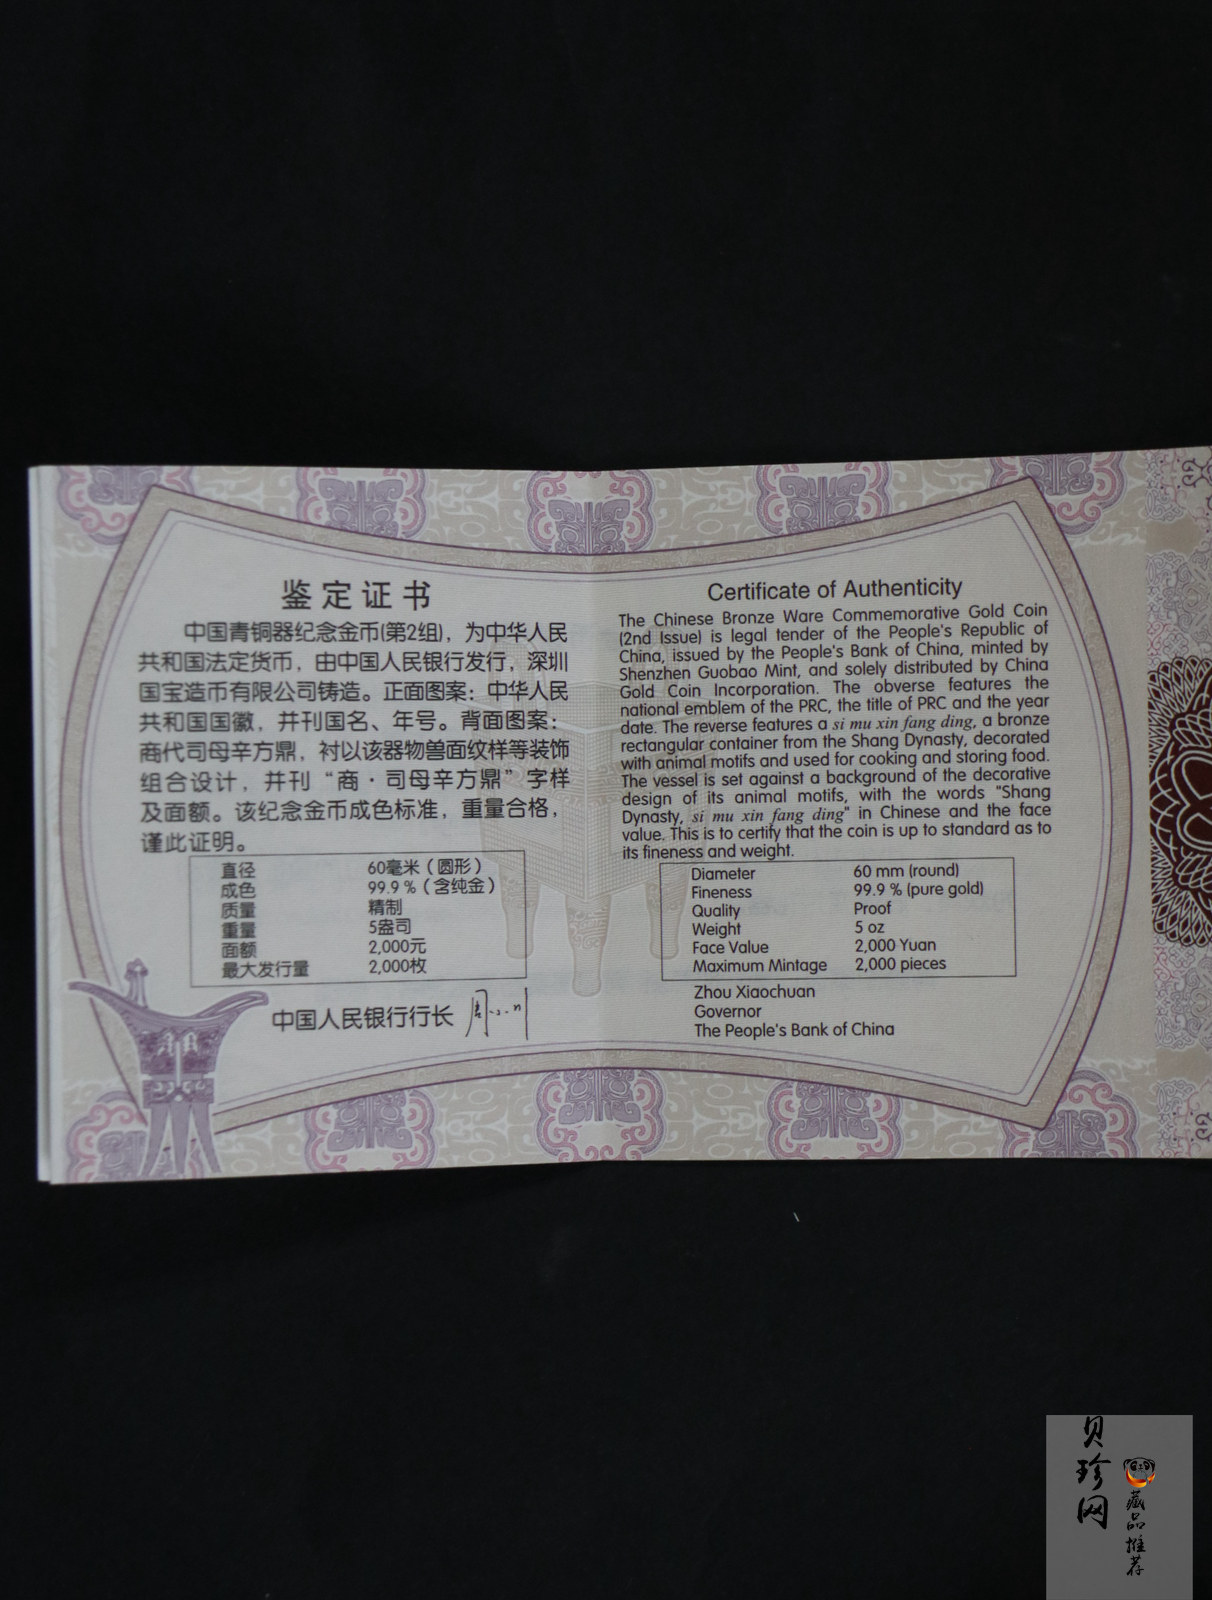 鉴定证书
中国青铜器纪念金币(第2组)，为中华人民
共和国法定货币，由中国人民银行发行，深圳
国宝造币有限公司铸造。正面图案：中华人民
共和国国徽，并刊国名、年号。背面图案：
商代司母辛方鼎，衬以该器物兽面纹样等装饰
组合设计，并刊“商·司母辛方鼎”字样
及面额。该纪念金币成色标准，重量合格，
谨此证明。
直径 60毫米（圆形）
成色 99.9％（含纯金）
质量 精制
重量 5盎司
面额 2,000元
最大发行量 2,000枚
中国人民银行行长 周小川
Certificate of Authenticity
The Chinese Bronze Ware Commemorative Gold Coin
(2nd Issue) is legal tender of the People's Republic of
China, issued by the People's Bank of China, minted by
Shenzhen Guobao Mint, and solely distributed by China
Gold Coin Incorporation. The obverse features the
national emblem of the PRC, the title of PRC and the year
date. The reverse features a si mu xin fang ding, a bronze
rectangular container from the Shang Dynasty, decorated
with animal motifs and used for cooking and storing food.
The vessel is set against a background of the decorative
design of its animal motifs, with the words "Shang
Dynasty, si mu xin fang ding" in Chinese and the face
value. This is to certify that the coin is up to standard as to
its fineness and weight.
Diameter 60 mm (round)
Fineness 99.9 % (pure gold)
Quality Proof
Weight 5 oz
Face Value 2,000 Yuan
Maximum Mintage 2,000 pieces
Zhou Xiaochuan
Governor
The People's Bank of China
贝珍网
藏品推荐